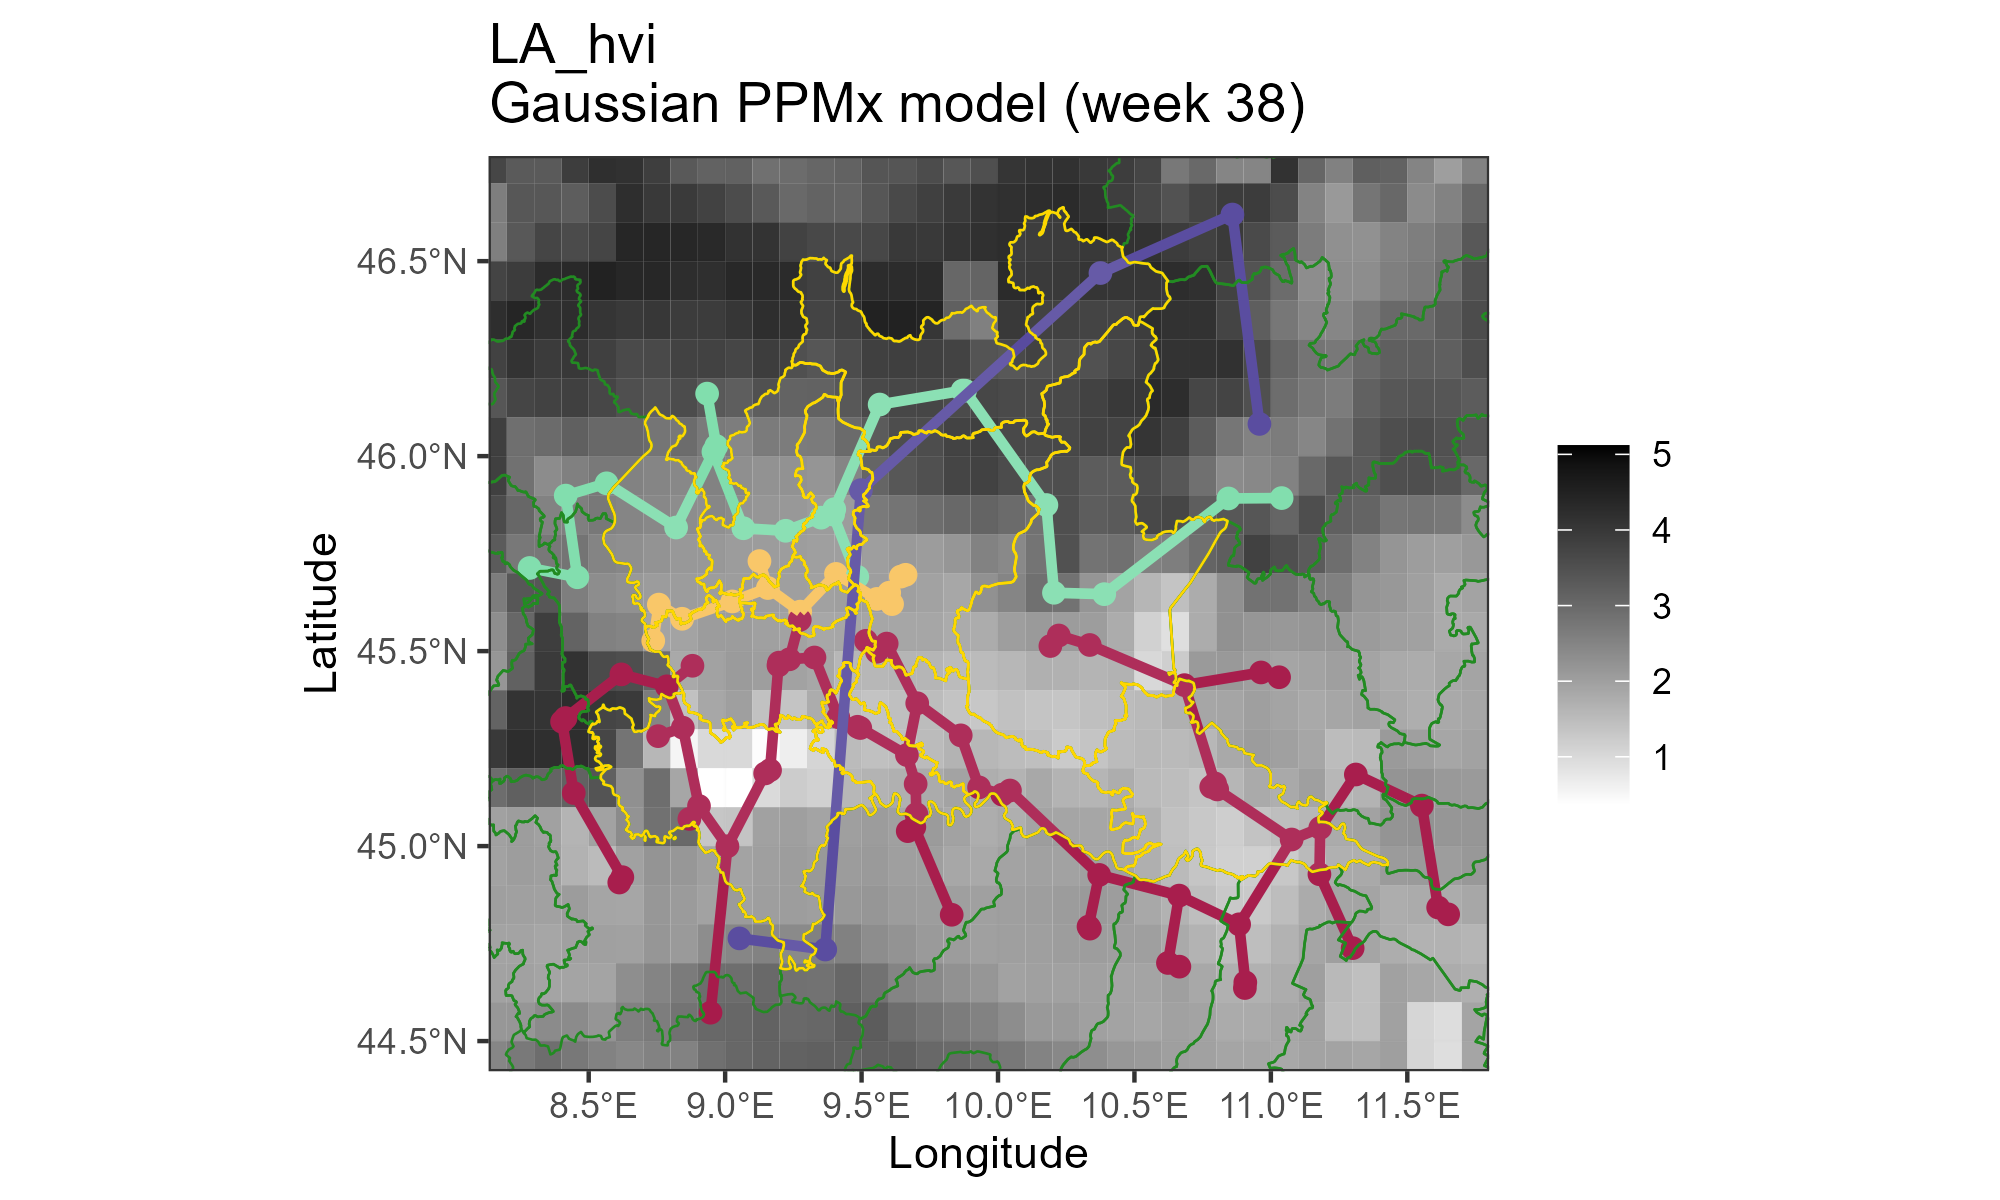 LA_hvi
Gaussian PPMx model (week 38)
46.5°N
46.0°N
45.5°N
45.0°N
44.5°N
Latitude
8.5°E
9.0°E
9.5°E
10.0°E
10.5°E
11.0°E
11.5°E
Longitude
5
4
3
2
1